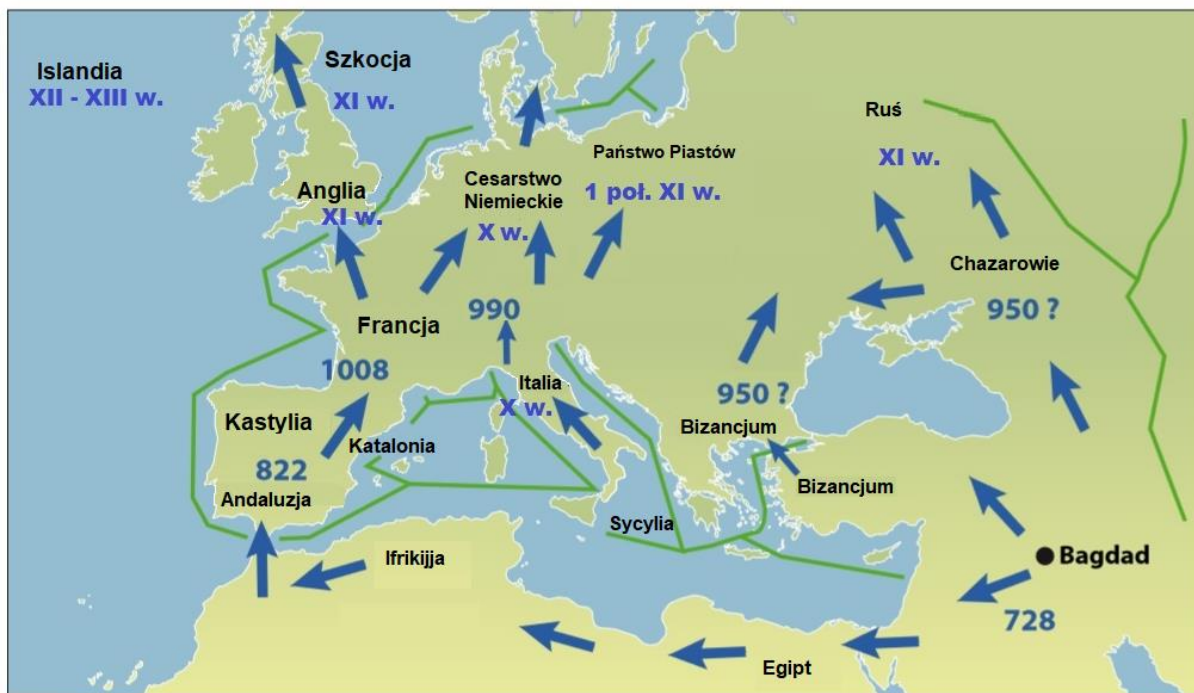 Islandia
XII - XIII w.
Szkocja
XI w.
Ruś
XI w.
Państwo Piastów
1 poł. XI w.
Cesarstwo
Niemieckie
X w.
Anglia
XI w.
Chazarowie
950 ?
990
Francja
1008
Italia
X w.
950 ?
Kastylia
Katalonia
Bizancjum
822
Andaluzja
Bizancjum
Sycylia
Ifrikijja
Bagdad
728
Egipt